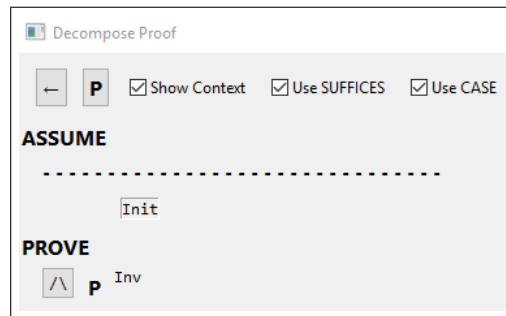 Decompose Proof
← P Show Context Use SUFFICES Use CASE
ASSUME
- - - - - - - - - - - - - - - - - - - - - - - - - - - - - - -
Init
PROVE
/\ P Inv